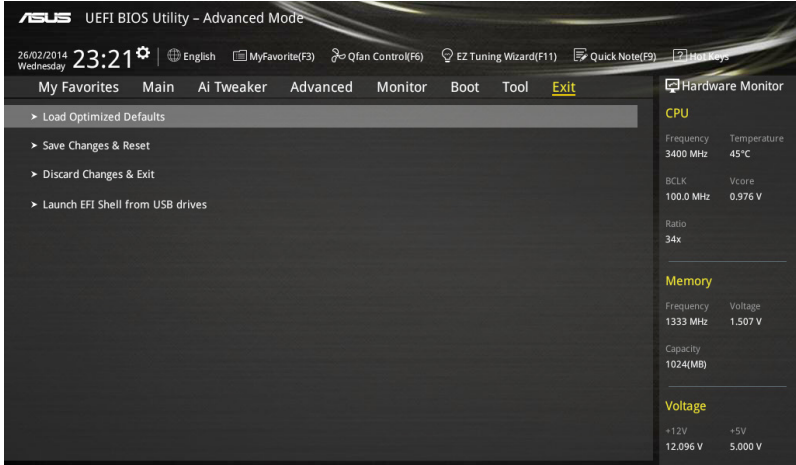 ASUS UEFI BIOS Utility – Advanced Mode
26/02/2014 Wednesday 23:21 English MyFavorite(F3) Qfan Control(F6) EZ Tuning Wizard(F11) Quick Note(F9) ? Hot Keys
My Favorites Main Ai Tweaker Advanced Monitor Boot Tool Exit
Hardware Monitor
> Load Optimized Defaults
> Save Changes & Reset
> Discard Changes & Exit
> Launch EFI Shell from USB drives
CPU
Frequency Temperature
3400 MHz 45°C
BCLK Vcore
100.0 MHz 0.976 V
Ratio
34x
Memory
Frequency Voltage
1333 MHz 1.507 V
Capacity
1024(MB)
Voltage
+12V +5V
12.096 V 5.000 V